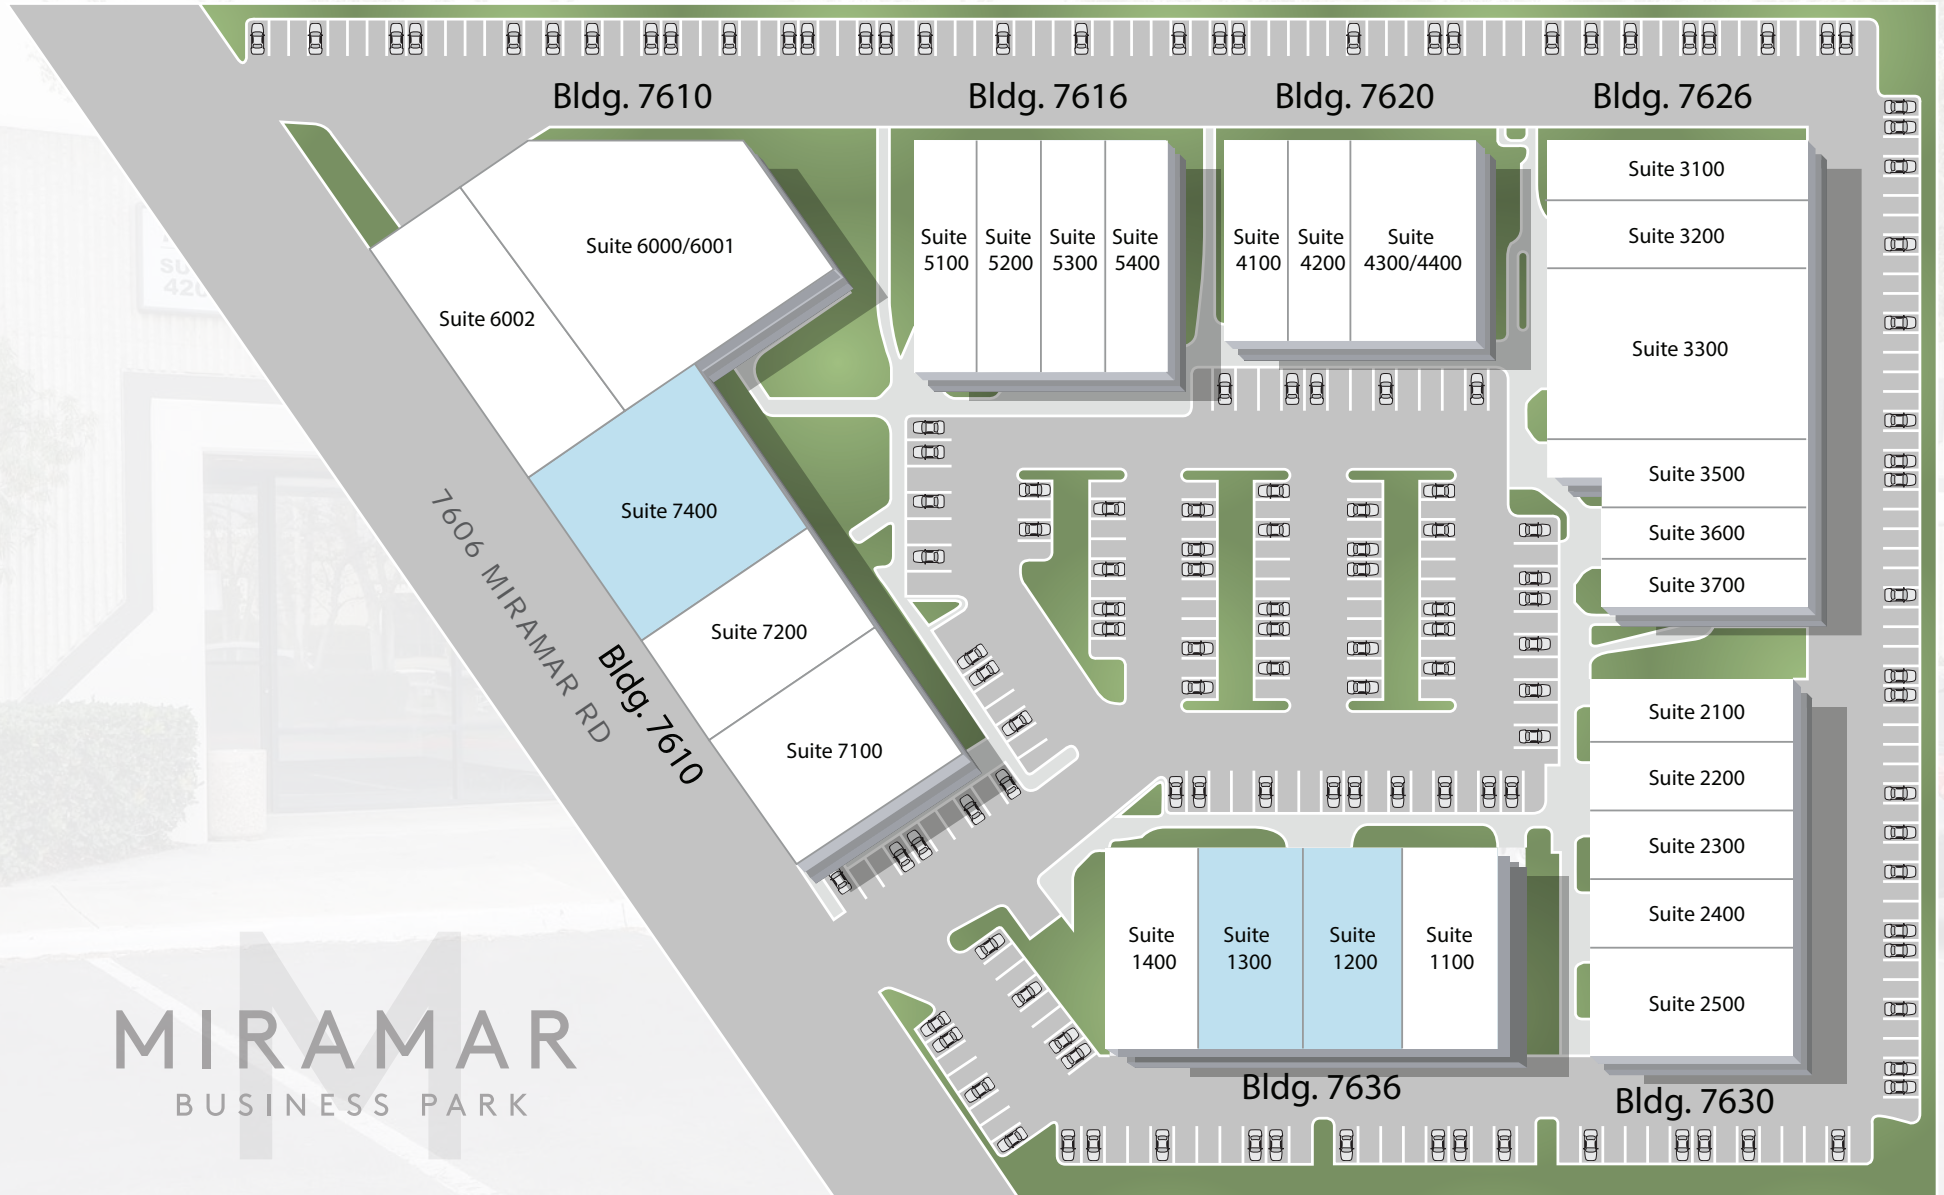 Bldg. 7610
Bldg. 7616
Bldg. 7620
Bldg. 7626
Suite 6000/6001
Suite 6002
Suite 7400
Suite 7200
Suite 7100
7606 MIRAMAR RD
Bldg. 7610
Suite
5100
Suite
5200
Suite
5300
Suite
5400
Suite
4100
Suite
4200
Suite
4300/4400
Suite 3100
Suite 3200
Suite 3300
Suite 3500
Suite 3600
Suite 3700
Suite 2100
Suite 2200
Suite 2300
Suite 2400
Suite 2500
Suite
1400
Suite
1300
Suite
1200
Suite
1100
Bldg. 7636
Bldg. 7630
M
MIRAMAR
BUSINESS PARK